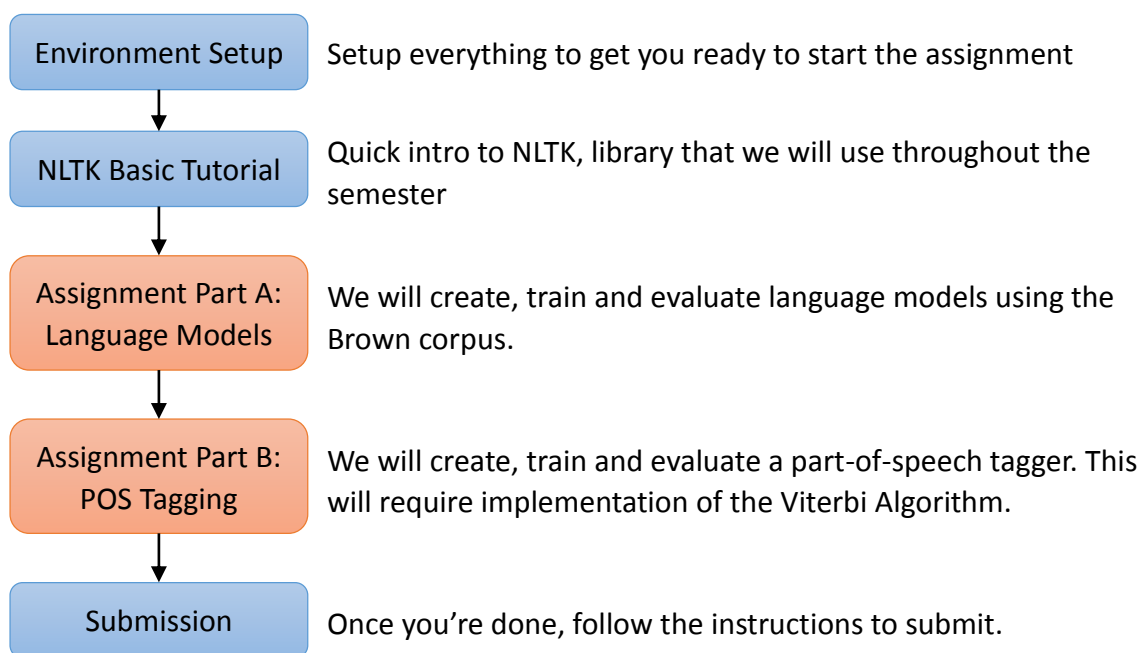 Environment Setup
Setup everything to get you ready to start the assignment
NLTK Basic Tutorial
Quick intro to NLTK, library that we will use throughout the
semester
Assignment Part A:
Language Models
We will create, train and evaluate language models using the
Brown corpus.
Assignment Part B:
POS Tagging
We will create, train and evaluate a part-of-speech tagger. This
will require implementation of the Viterbi Algorithm.
Submission
Once you’re done, follow the instructions to submit.